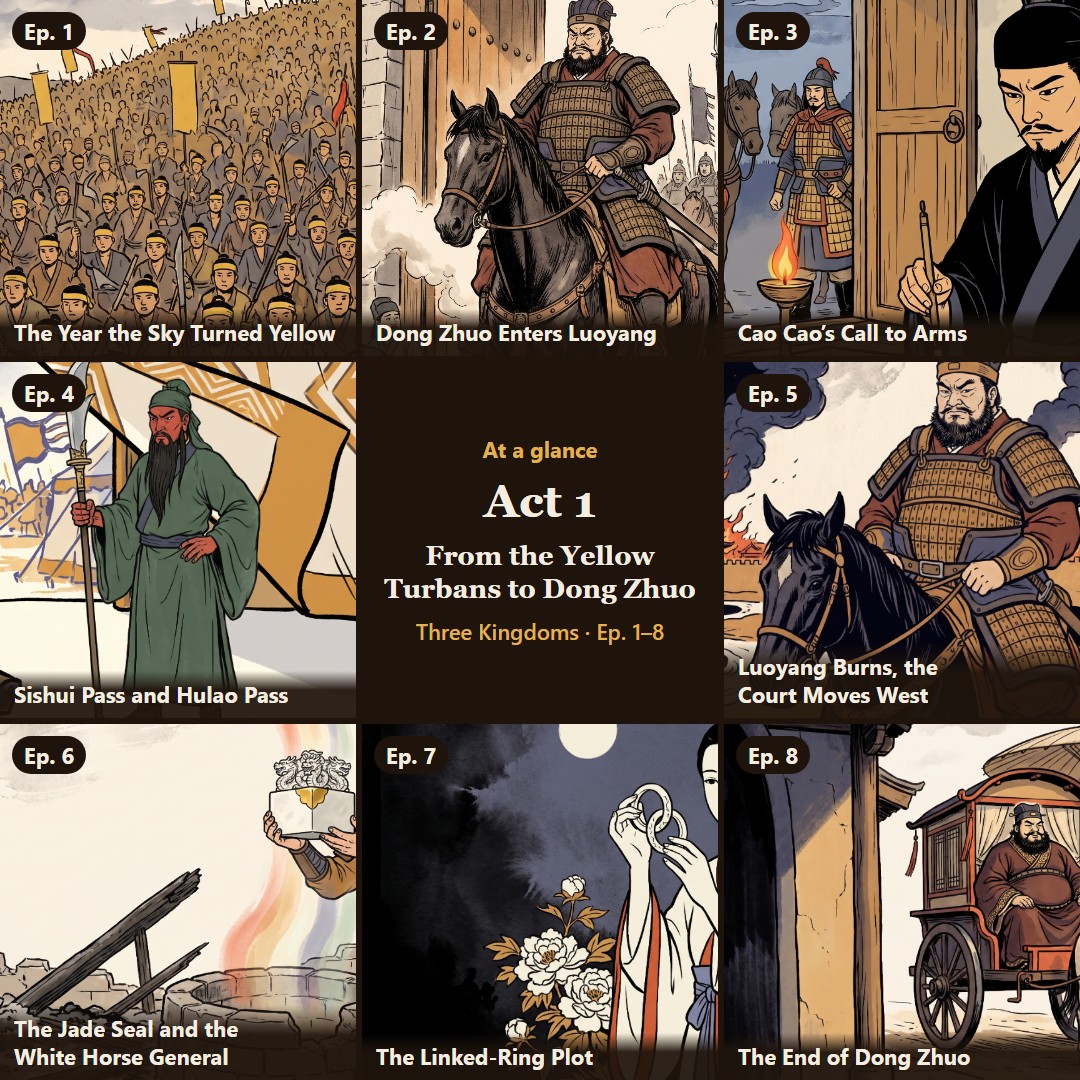 Ep. 1
The Year the Sky Turned Yellow
Ep. 2
Dong Zhuo Enters Luoyang
Ep. 3
Cao Cao’s Call to Arms
Ep. 4
Sishui Pass and Hulao Pass
At a glance
Act 1
From the Yellow
Turbans to Dong Zhuo
Three Kingdoms · Ep. 1–8
Ep. 5
Luoyang Burns, the
Court Moves West
Ep. 6
The Jade Seal and the
White Horse General
Ep. 7
The Linked-Ring Plot
Ep. 8
The End of Dong Zhuo